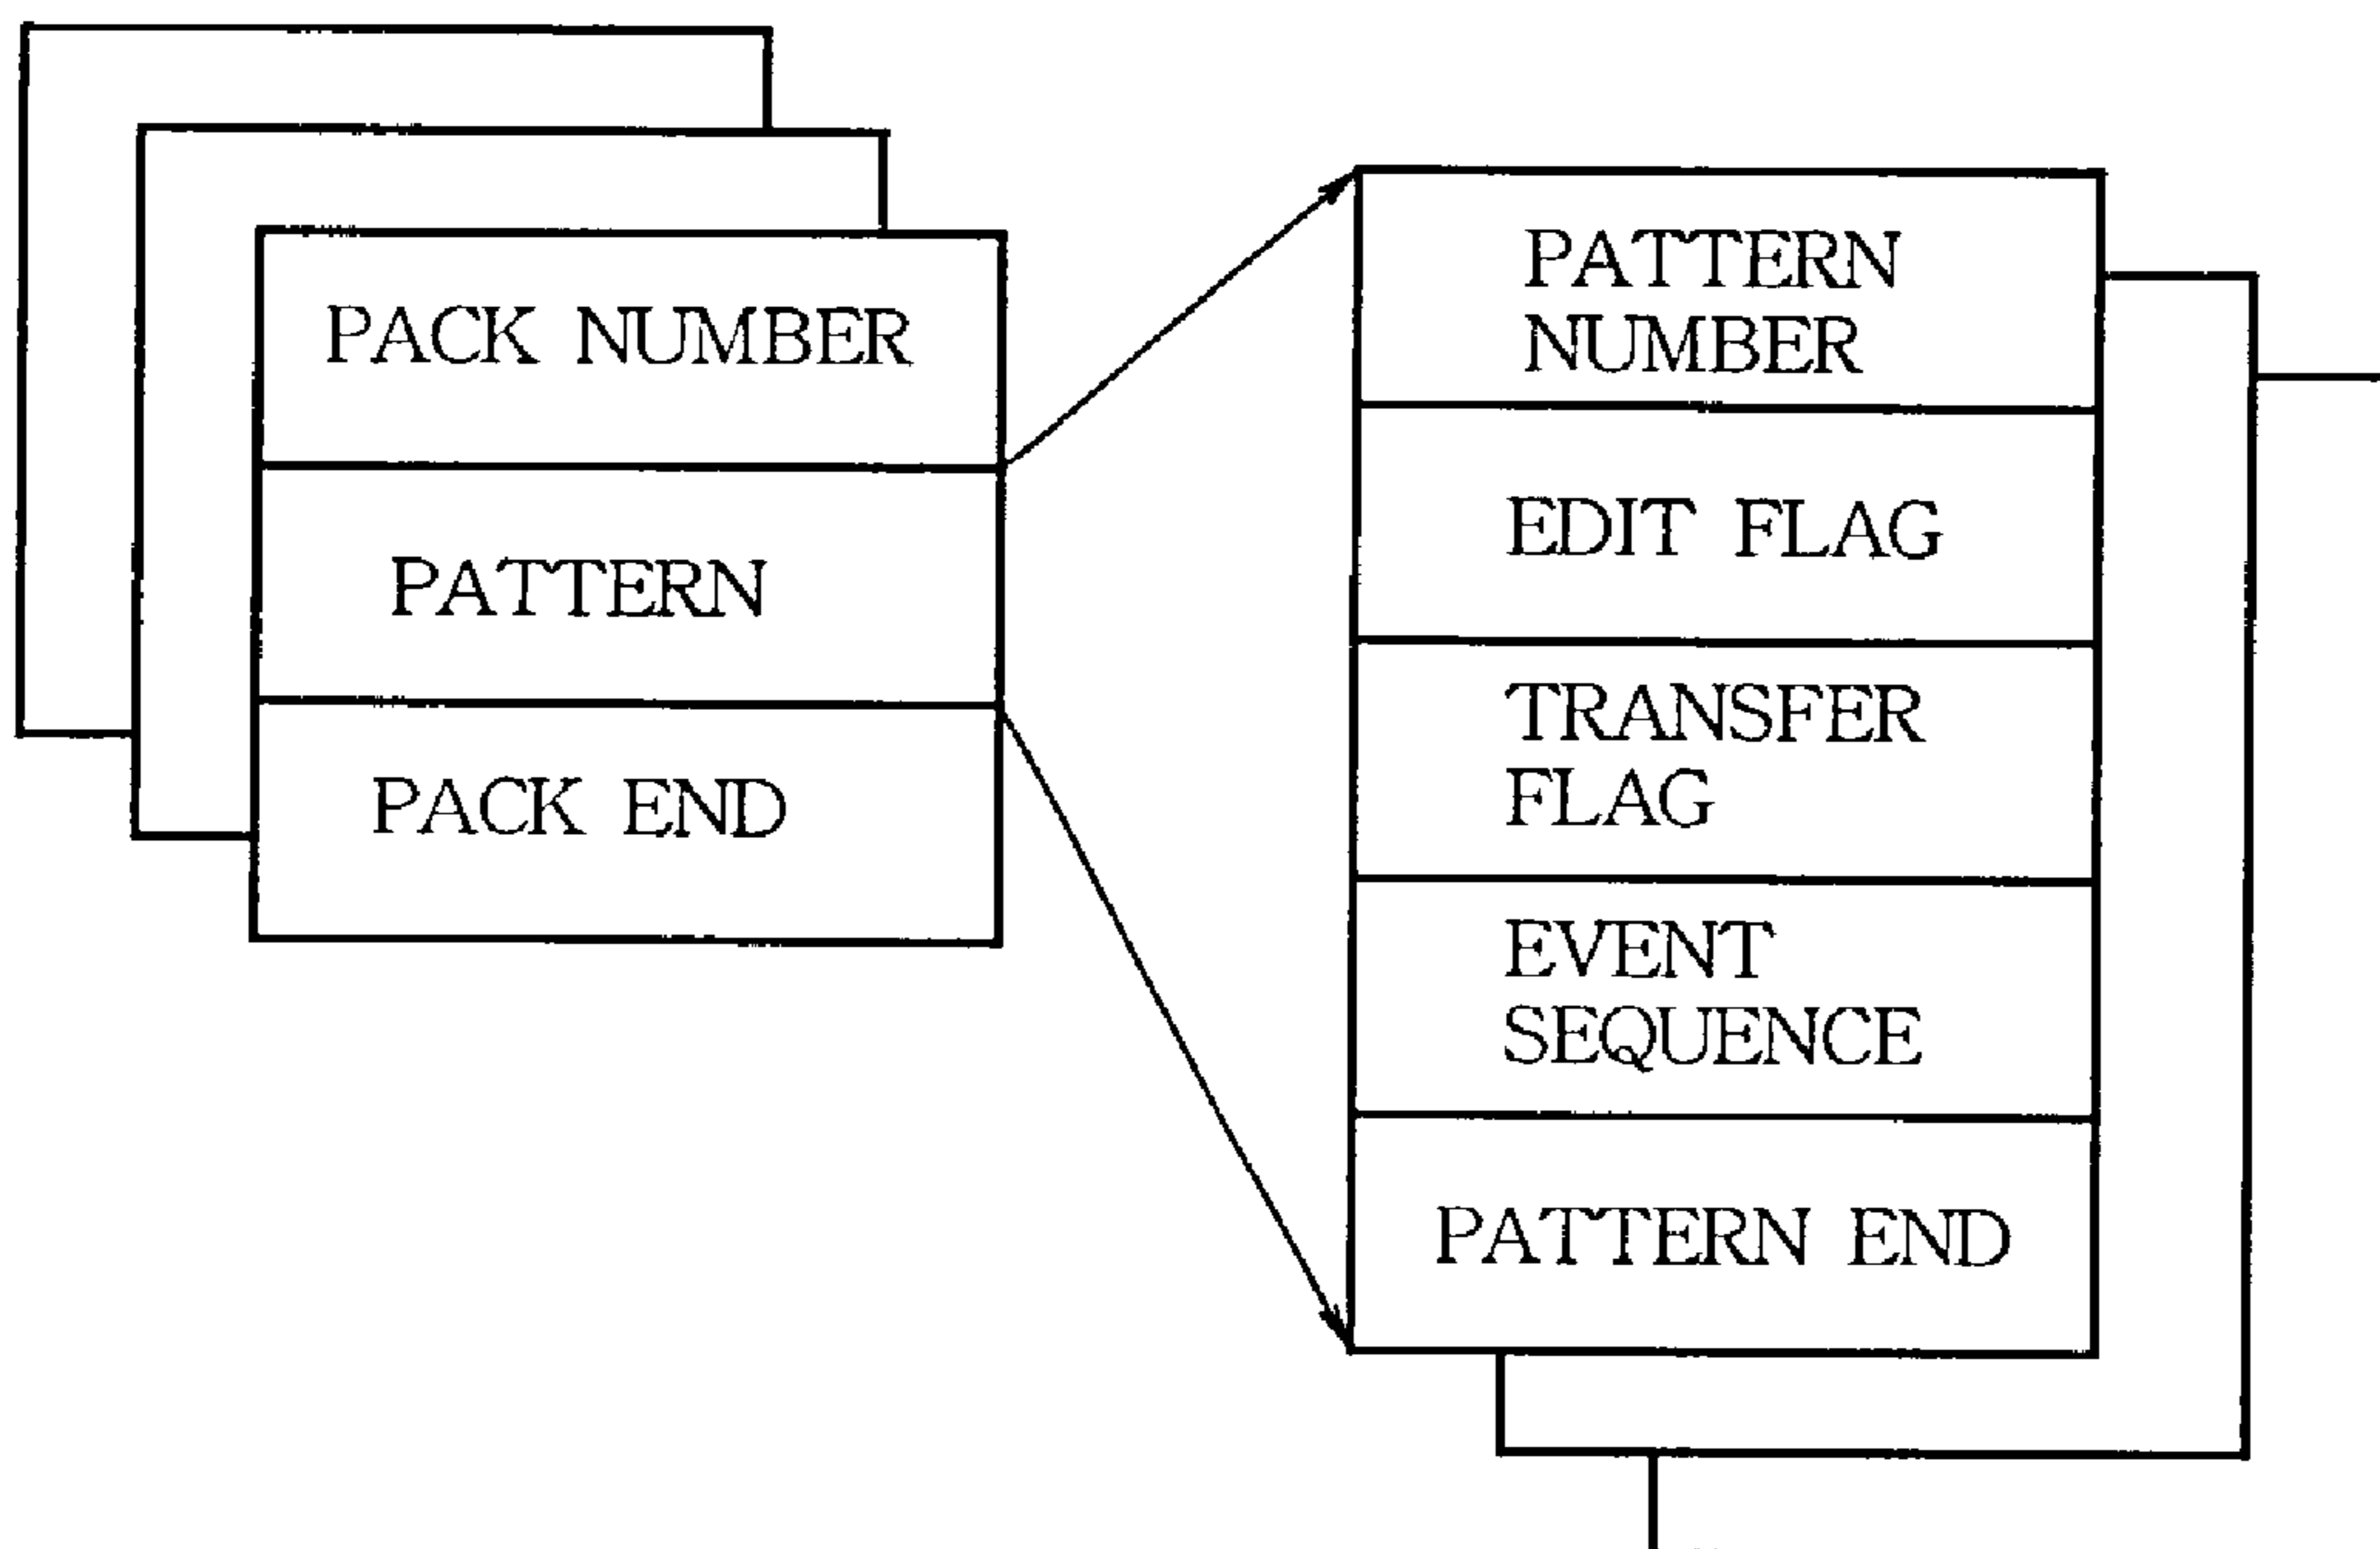 PACK NUMBER
PATTERN
PACK END
PATTERN
NUMBER
EDIT FLAG
TRANSFER
FLAG
EVENT
SEQUENCE
PATTERN END